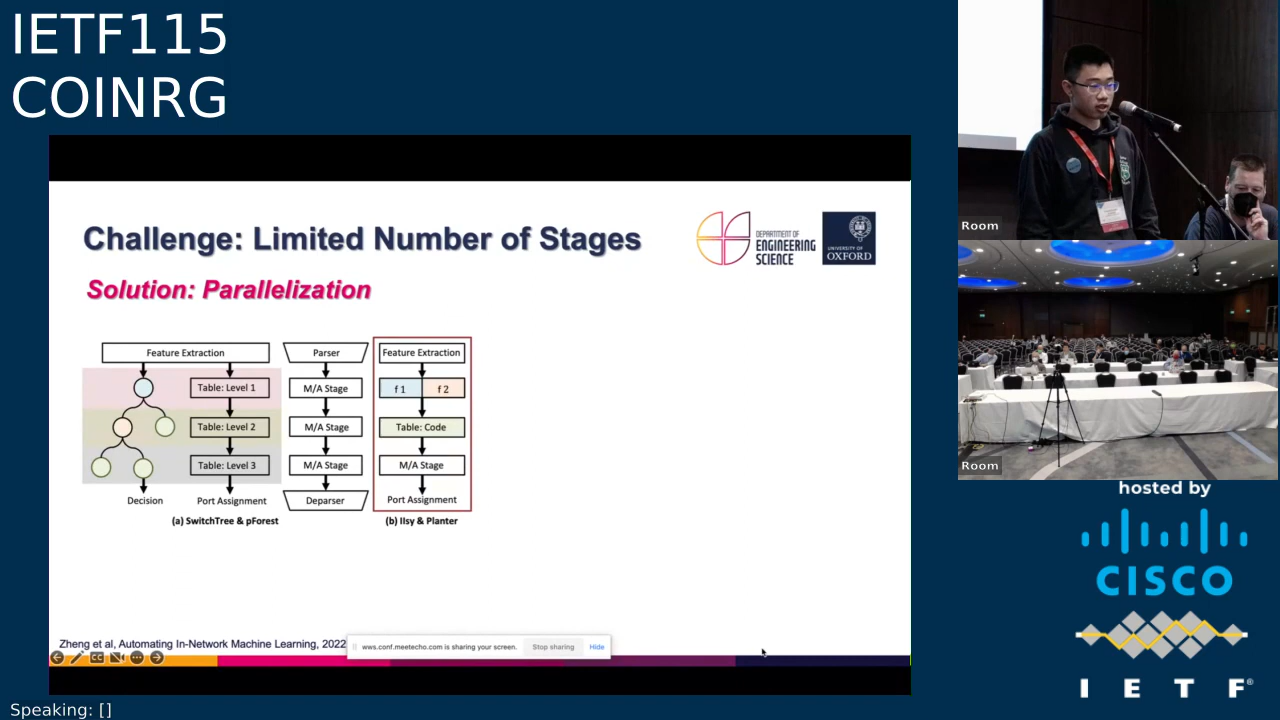 IETF115
COINRG
Challenge: Limited Number of Stages
DEPARTMENT OF
ENGINEERING
SCIENCE
UNIVERSITY OF
OXFORD
Solution: Parallelization
Feature Extraction
Parser
Feature Extraction
Table: Level 1
M/A Stage
f 1
f 2
Table: Level 2
M/A Stage
Table: Code
Table: Level 3
M/A Stage
M/A Stage
Decision
Port Assignment
Deparser
Port Assignment
(a) SwitchTree & pForest
(b) IIsy & Planter
Zheng et al, Automating In-Network Machine Learning, 2022
wws.conf.meetecho.com is sharing your screen.
Stop sharing
Hide
CC
Room
Room
hosted by
CISCO
I E T F®
Speaking: []